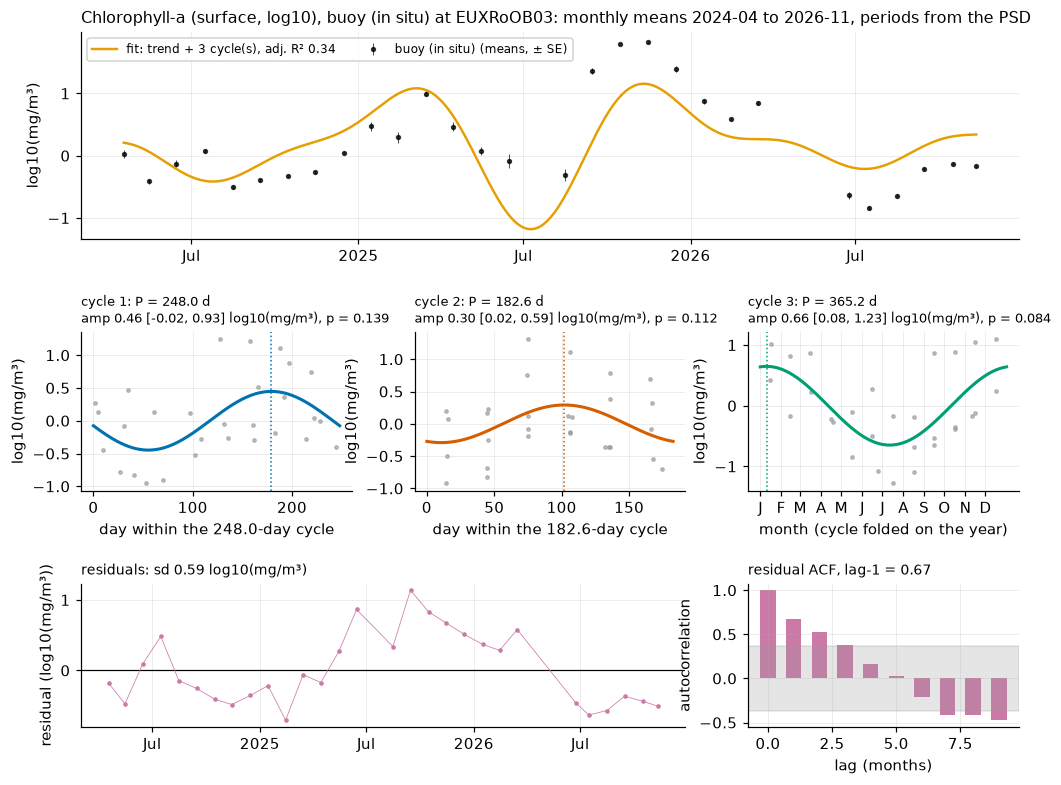 Chlorophyll-a (surface, log10), buoy (in situ) at EUXRoOB03: monthly means 2024-04 to 2026-11, periods from the PSD
fit: trend + 3 cycle(s), adj. R² 0.34
buoy (in situ) (means, ± SE)
log10(mg/m³)
1
0
−1
Jul
2025
Jul
2026
Jul
cycle 1: P = 248.0 d
amp 0.46 [-0.02, 0.93] log10(mg/m³), p = 0.139
log10(mg/m³)
1.0
0.5
0.0
−0.5
−1.0
0
100
200
day within the 248.0-day cycle
cycle 2: P = 182.6 d
amp 0.30 [0.02, 0.59] log10(mg/m³), p = 0.112
log10(mg/m³)
1.0
0.5
0.0
−0.5
−1.0
0
50
100
150
day within the 182.6-day cycle
cycle 3: P = 365.2 d
amp 0.66 [0.08, 1.23] log10(mg/m³), p = 0.084
log10(mg/m³)
1
0
−1
J F M A M J J A S O N D
month (cycle folded on the year)
residuals: sd 0.59 log10(mg/m³)
residual (log10(mg/m³))
1
0
Jul
2025
Jul
2026
Jul
residual ACF, lag-1 = 0.67
autocorrelation
1.0
0.5
0.0
−0.5
0.0
2.5
5.0
7.5
lag (months)